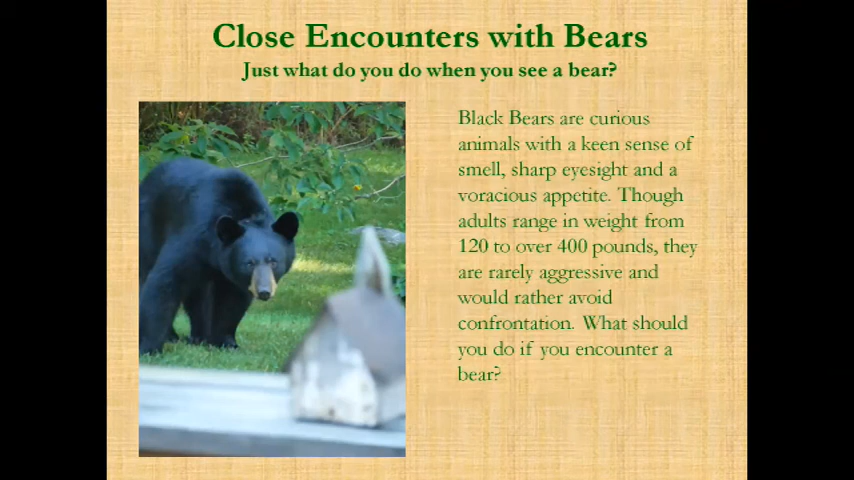 Close Encounters with Bears
Just what do you do when you see a bear?
Black Bears are curious
animals with a keen sense of
smell, sharp eyesight and a
voracious appetite. Though
adults range in weight from
120 to over 400 pounds, they
are rarely aggressive and
would rather avoid
confrontation. What should
you do if you encounter a
bear?